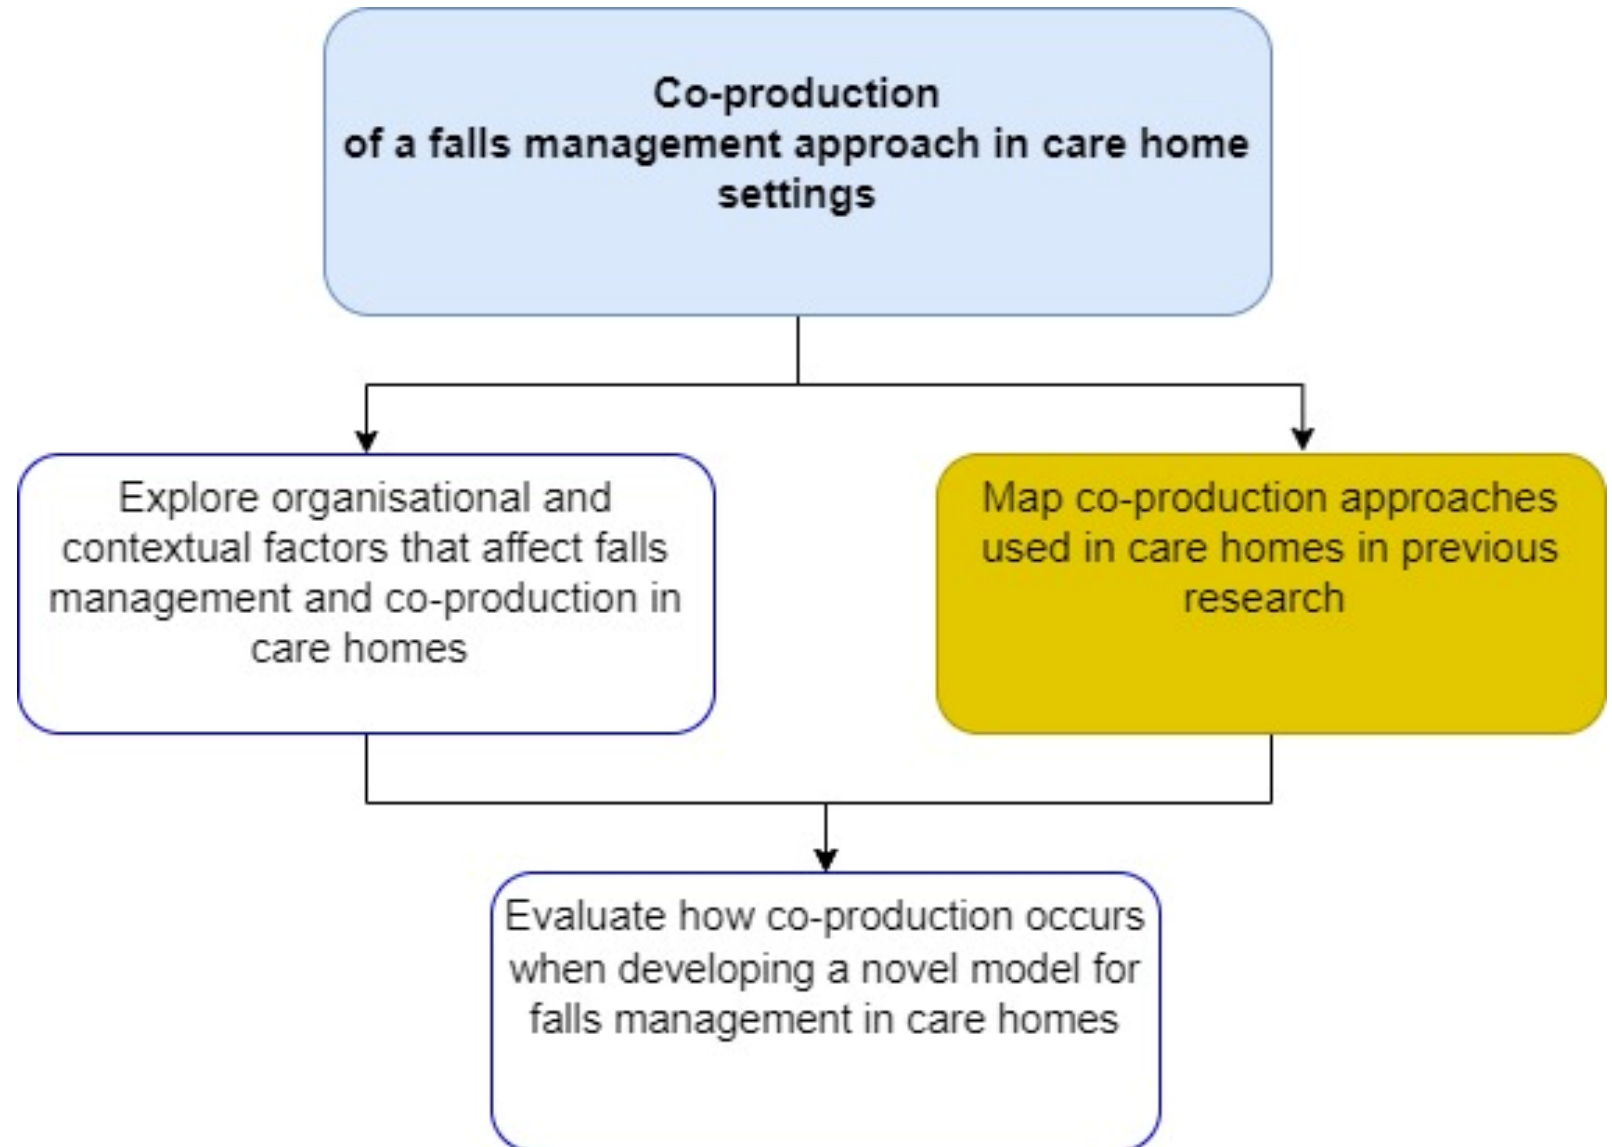 Co-production
of a falls management approach in care home
settings
Explore organisational and
contextual factors that affect falls
management and co-production in
care homes
Map co-production approaches
used in care homes in previous
research
Evaluate how co-production occurs
when developing a novel model for
falls management in care homes